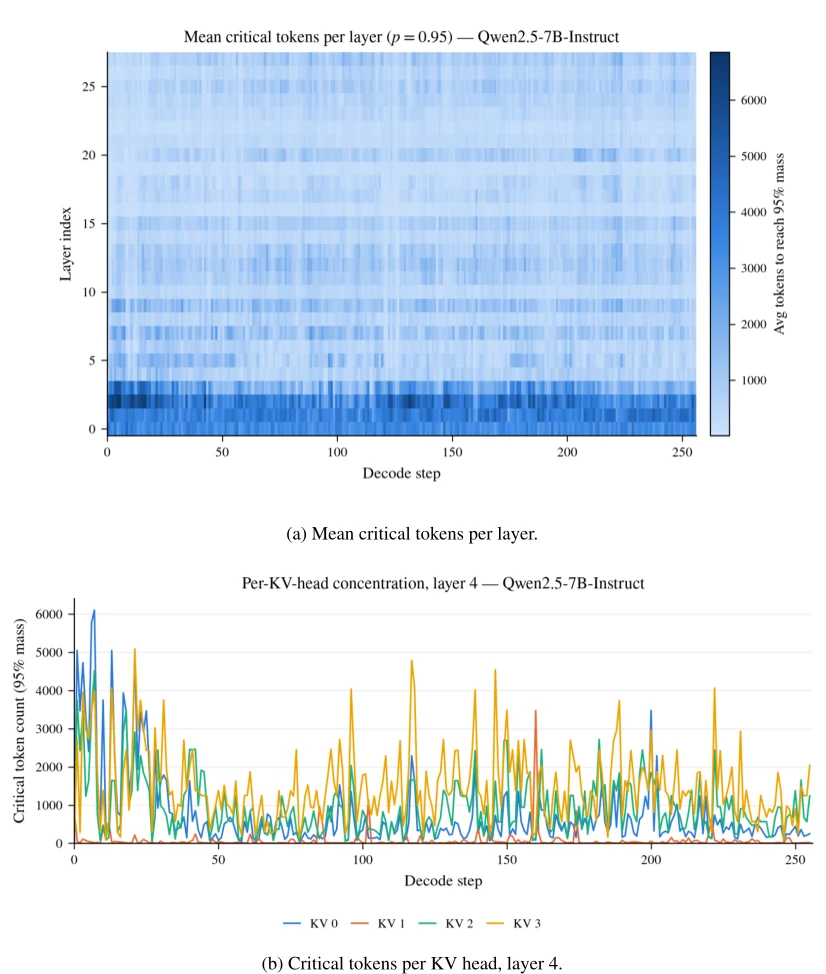 Mean critical tokens per layer (p = 0.95) — Qwen2.5-7B-Instruct
25
20
15
10
5
0
Layer index
0 50 100 150 200 250
Decode step
6000
5000
4000
3000
2000
1000
Avg tokens to reach 95% mass
(a) Mean critical tokens per layer.
Per-KV-head concentration, layer 4 — Qwen2.5-7B-Instruct
6000
5000
4000
3000
2000
1000
0
Critical token count (95% mass)
0 50 100 150 200 250
Decode step
KV 0 KV 1 KV 2 KV 3
(b) Critical tokens per KV head, layer 4.